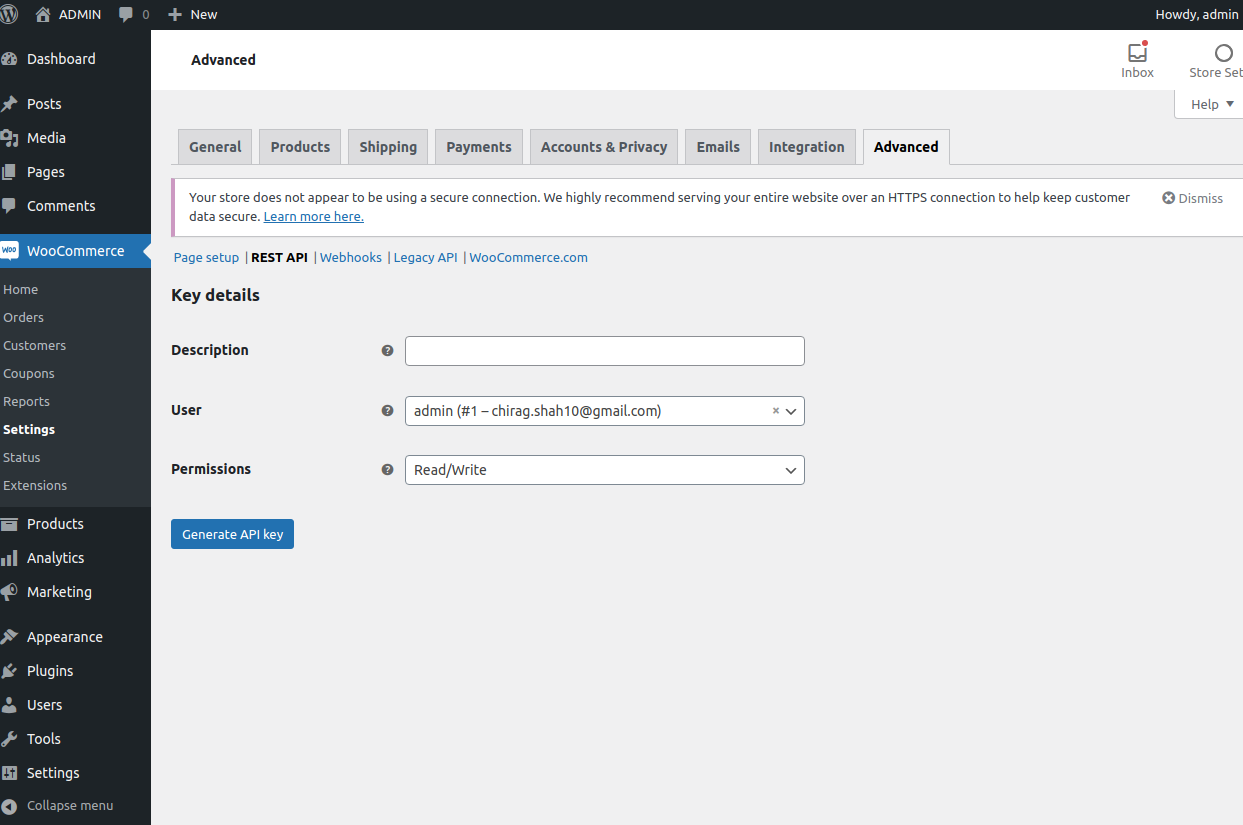 ADMIN 0 New Howdy, admin
Dashboard
Posts
Media
Pages
Comments
WOO WooCommerce
Home
Orders
Customers
Coupons
Reports
Settings
Status
Extensions
Products
Analytics
Marketing
Appearance
Plugins
Users
Tools
Settings
Collapse menu
Advanced
Inbox
Store Set
Help
General Products Shipping Payments Accounts & Privacy Emails Integration Advanced
Your store does not appear to be using a secure connection. We highly recommend serving your entire website over an HTTPS connection to help keep customer
data secure. Learn more here.
Dismiss
Page setup | REST API | Webhooks | Legacy API | WooCommerce.com
Key details
Description ?
User ? admin (#1 – chirag.shah10@gmail.com) ×
Permissions ? Read/Write
Generate API key